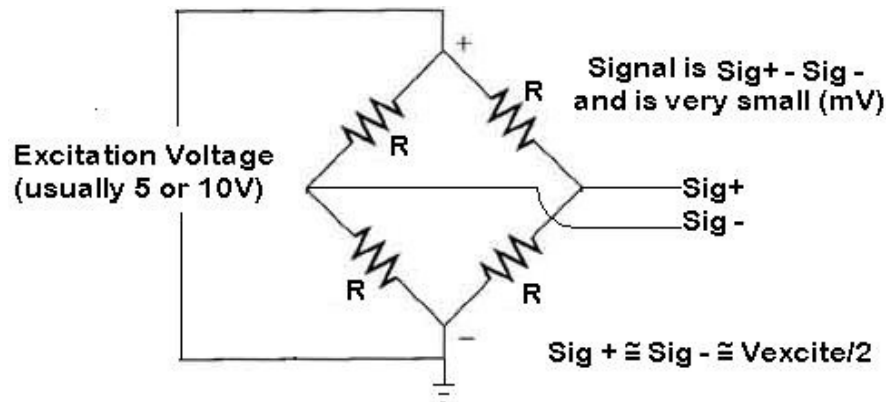 +
R
Signal is Sig+ - Sig -
and is very small (mV)
R
Excitation Voltage
(usually 5 or 10V)
Sig+
Sig -
R
R
−
Sig + ≅ Sig - ≅ Vexcite/2